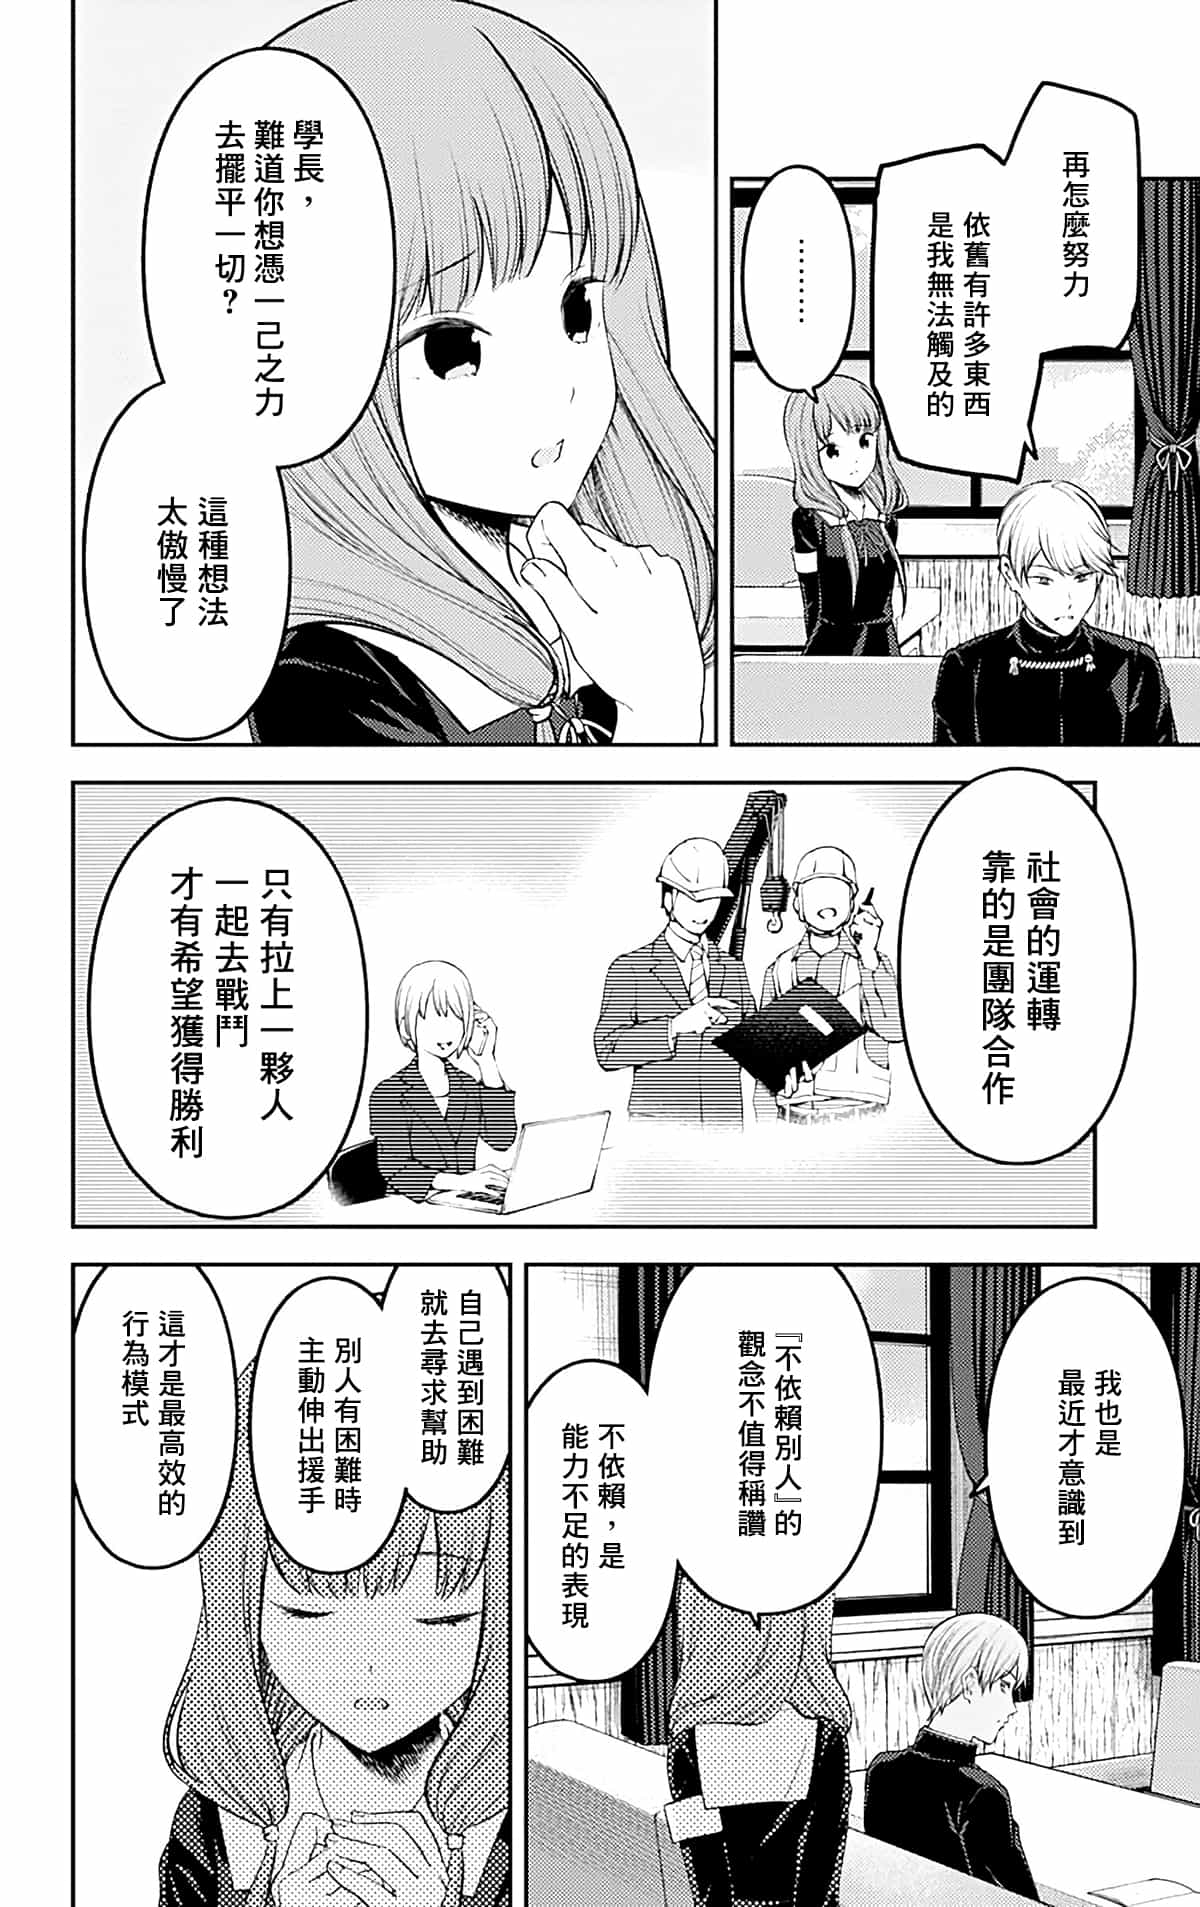 再怎麼努力
依舊有許多東西
是我無法觸及的
………
學長，
難道你想憑一己之力
去擺平一切？
這種想法
太傲慢了
社會的運轉
靠的是團隊合作
只有拉上一夥人
一起去戰鬥
才有希望獲得勝利
我也是
最近才意識到
『不依賴別人』的
觀念不值得稱讚
不依賴，是
能力不足的表現
自己遇到困難
就去尋求幫助
別人有困難時
主動伸出援手
這才是最高效的
行為模式